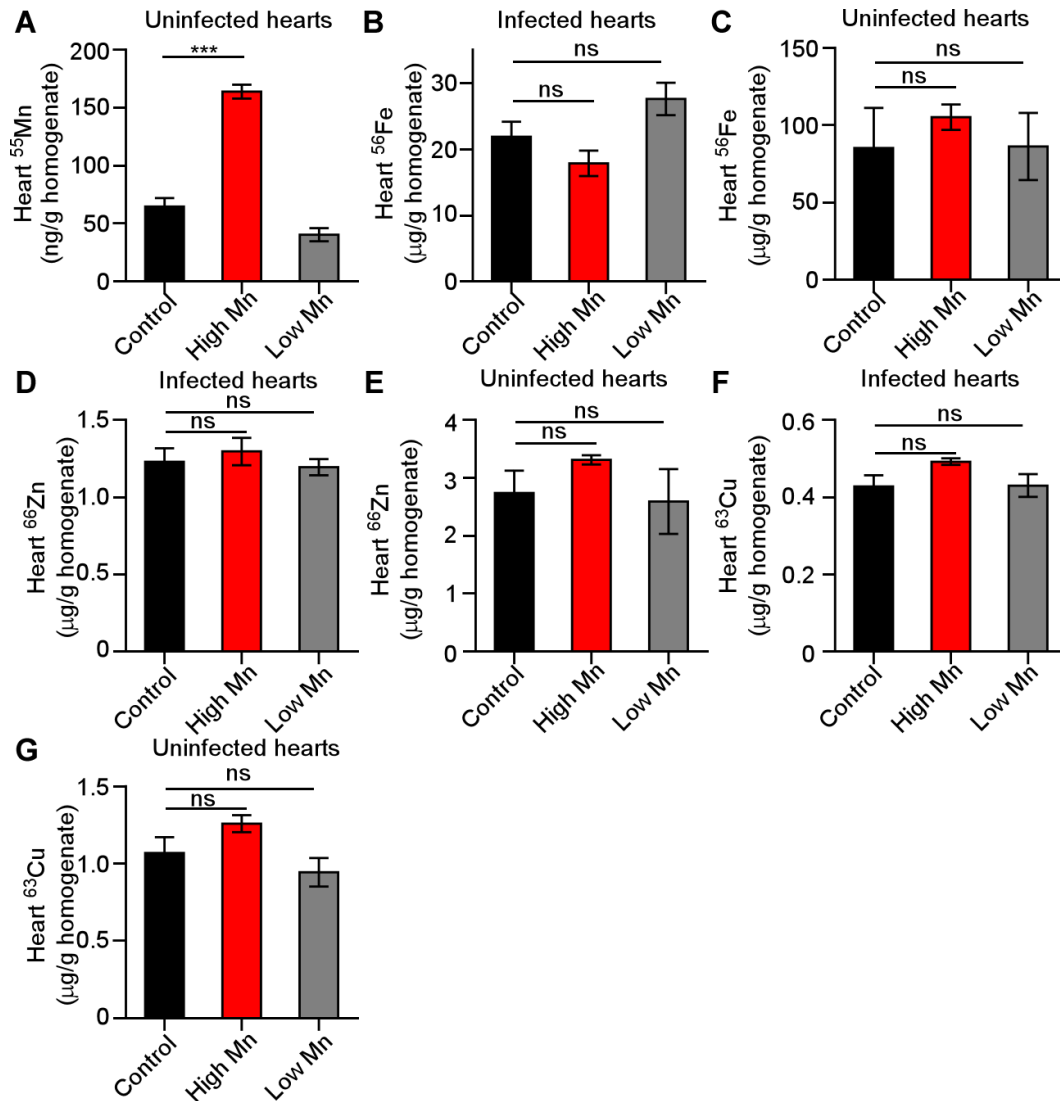 A
Uninfected hearts
Heart ⁵⁵Mn
(ng/g homogenate)
200
150
100
50
0
***
Control
High Mn
Low Mn
B
Infected hearts
Heart ⁵⁶Fe
(μg/g homogenate)
30
20
10
0
ns
ns
Control
High Mn
Low Mn
C
Uninfected hearts
Heart ⁵⁶Fe
(μg/g homogenate)
150
100
50
0
ns
ns
Control
High Mn
Low Mn
D
Infected hearts
Heart ⁶⁶Zn
(μg/g homogenate)
1.5
1.0
0.5
0
ns
ns
Control
High Mn
Low Mn
E
Uninfected hearts
Heart ⁶⁶Zn
(μg/g homogenate)
4
3
2
1
0
ns
ns
Control
High Mn
Low Mn
F
Infected hearts
Heart ⁶³Cu
(μg/g homogenate)
0.6
0.4
0.2
0
ns
ns
Control
High Mn
Low Mn
G
Uninfected hearts
Heart ⁶³Cu
(μg/g homogenate)
1.5
1.0
0.5
0
ns
ns
Control
High Mn
Low Mn